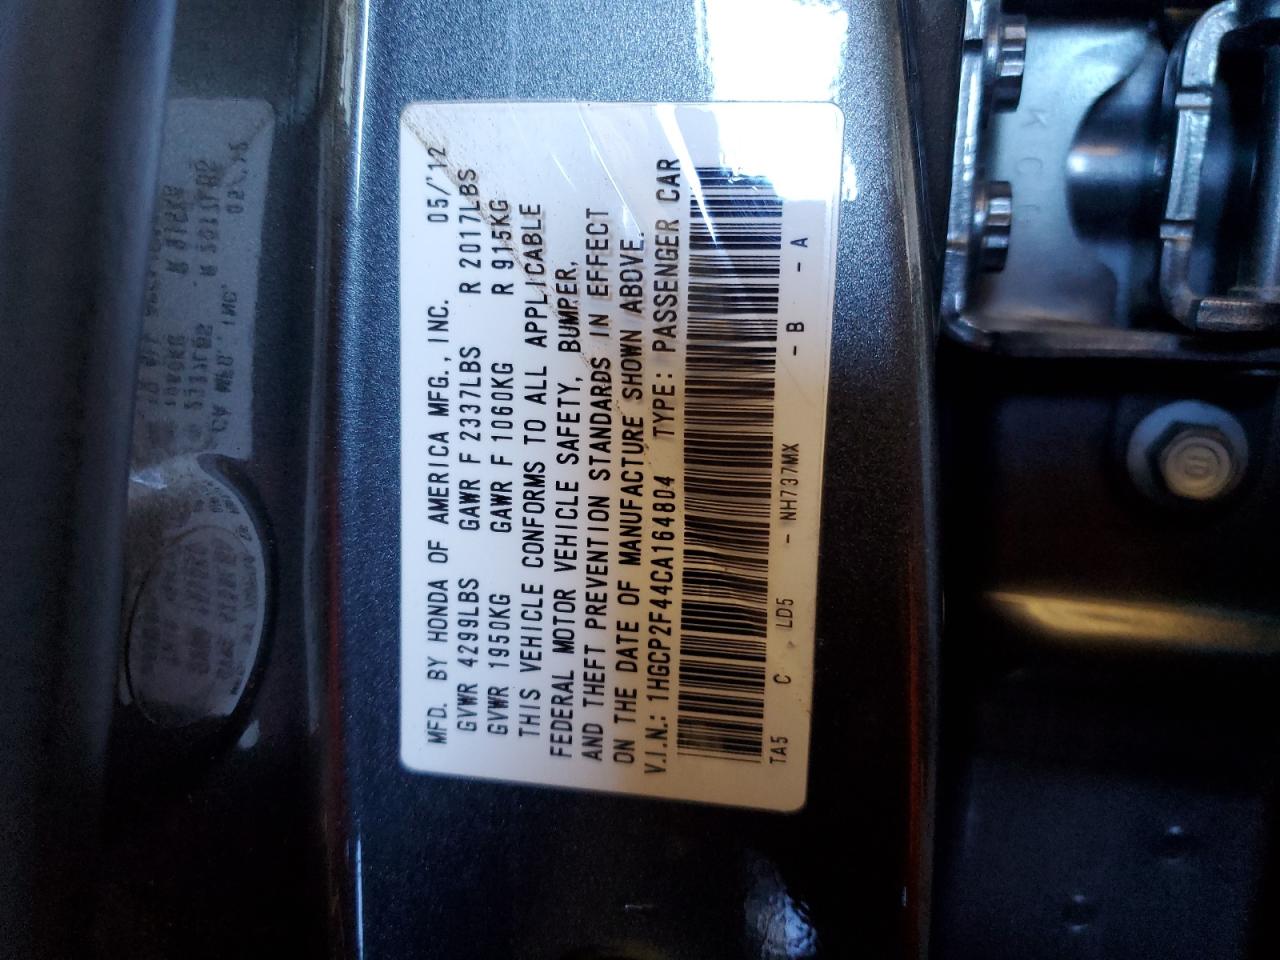 MFD. BY HONDA OF AMERICA MFG., INC. 05/'12
GVWR 4299LBS GAWR F 2337LBS R 2017LBS
GVWR 1950KG GAWR F 1060KG R 915KG
THIS VEHICLE CONFORMS TO ALL APPLICABLE
FEDERAL MOTOR VEHICLE SAFETY, BUMPER,
AND THEFT PREVENTION STANDARDS IN EFFECT
ON THE DATE OF MANUFACTURE SHOWN ABOVE.
V.I.N.: 1HGCP2F44CA164804 TYPE: PASSENGER CAR
TA5 C LD5 - NH737MX - B - A